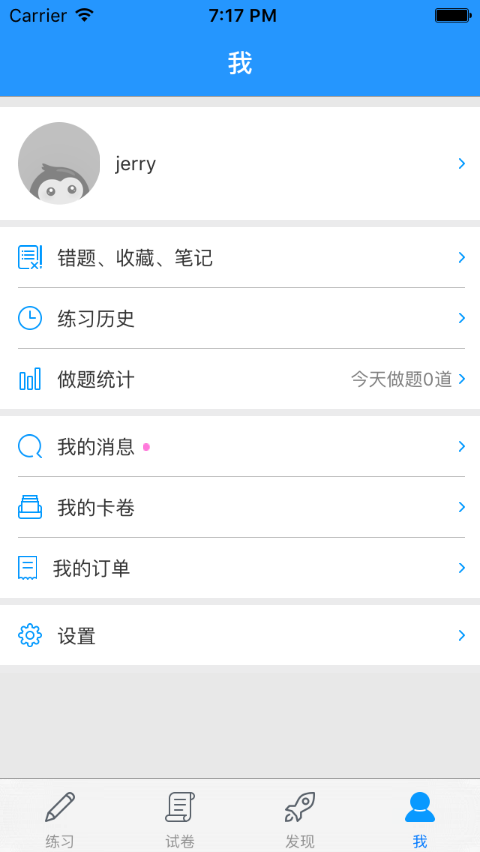 Carrier 7:17 PM
我
jerry
错题、收藏、笔记
练习历史
做题统计 今天做题0道
我的消息
我的卡卷
我的订单
设置
练习 试卷 发现 我